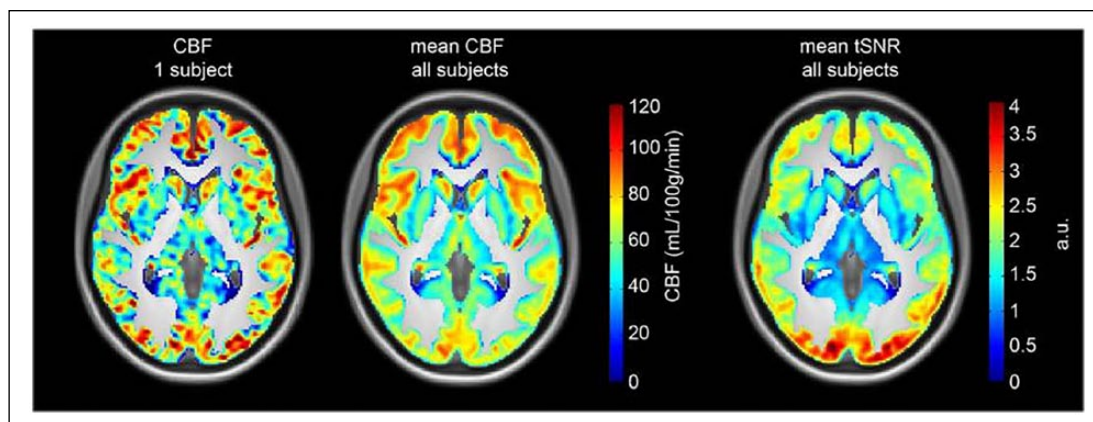 CBF
1 subject
mean CBF
all subjects
mean tSNR
all subjects
120
100
80
60
40
20
0
CBF (mL/100g/min)
4
3.5
3
2.5
2
1.5
1
0.5
0
a.u.